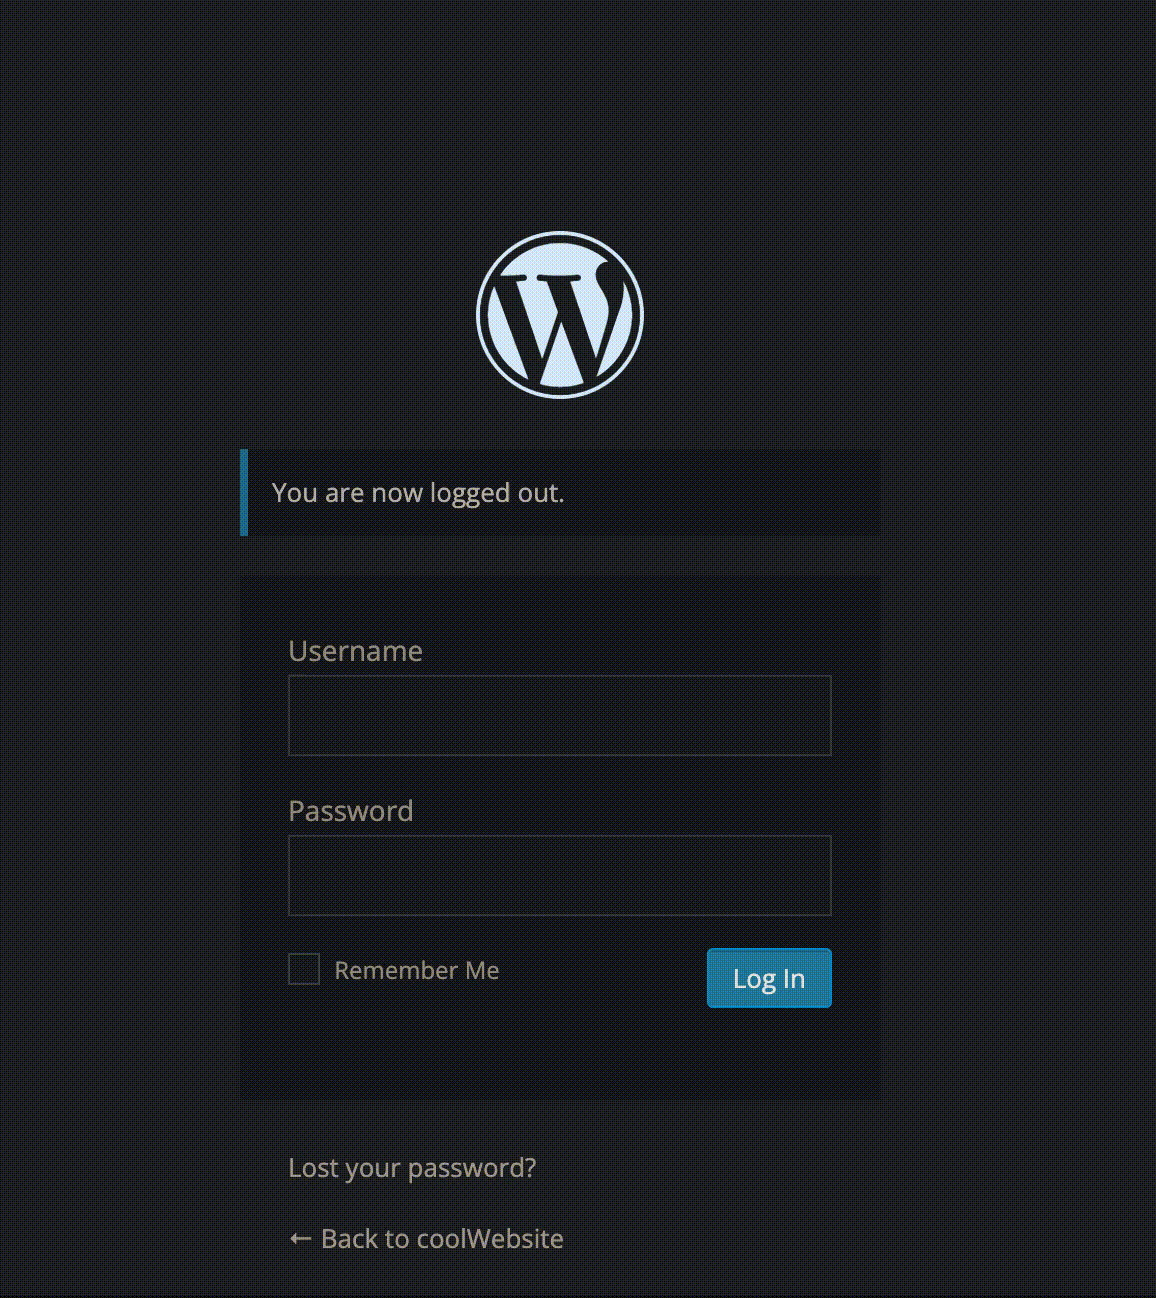 You are now logged out.
Username
Password
Remember Me
Log In
Lost your password?
← Back to coolWebsite